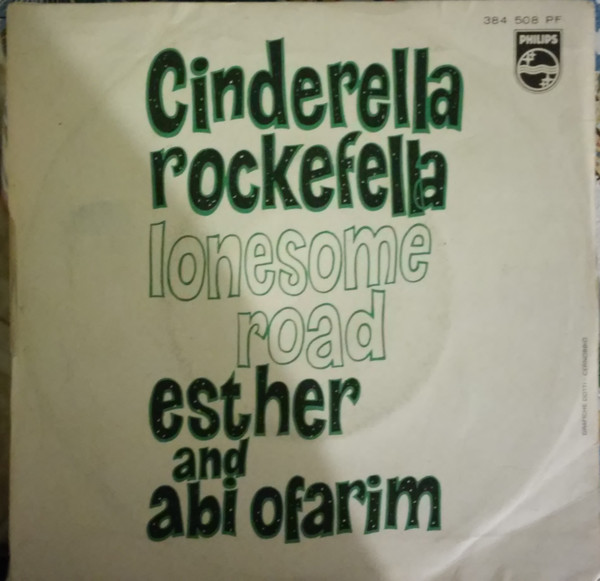 384 508 PF
PHILIPS
Cinderella
rockefella
lonesome
road
esther
and
abi ofarim